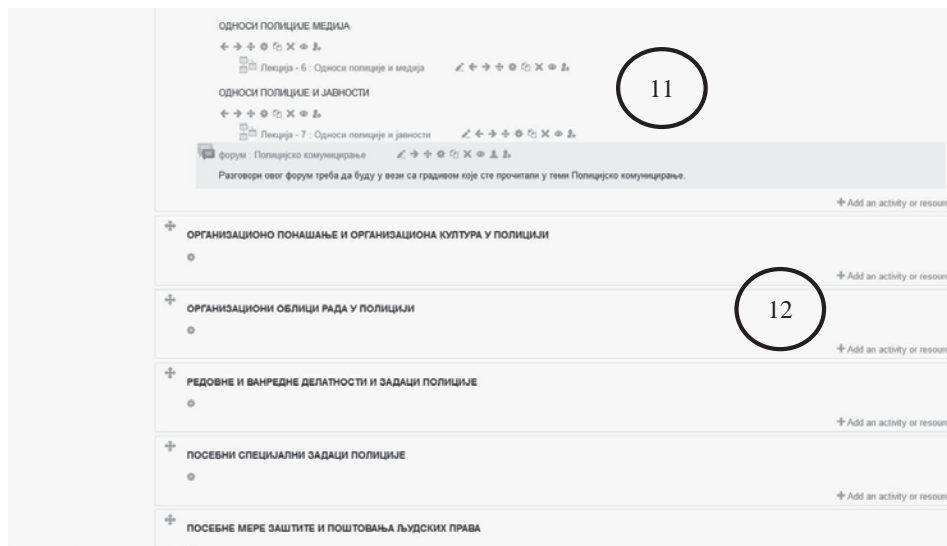 ОДНОСИ ПОЛИЦИЈЕ МЕДИЈА
Лекција - 6 : Односи полиције и медија
11
ОДНОСИ ПОЛИЦИЈЕ И ЈАВНОСТИ
Лекција - 7 : Односи полиције и јавности
форум : Полицијско комуницирање
Разговори овог форум треба да буду у вези са градивом које сте прочитали у теми Полицијско комуницирање.
Add an activity or resour
ОРГАНИЗАЦИОНО ПОНАШАЊЕ И ОРГАНИЗАЦИОНА КУЛТУРА У ПОЛИЦИЈИ
Add an activity or resour
ОРГАНИЗАЦИОНИ ОБЛИЦИ РАДА У ПОЛИЦИЈИ
12
Add an activity or resour
РЕДОВНЕ И ВАНРЕДНЕ ДЕЛАТНОСТИ И ЗАДАЦИ ПОЛИЦИЈЕ
Add an activity or resour
ПОСЕБНИ СПЕЦИЈАЛНИ ЗАДАЦИ ПОЛИЦИЈЕ
Add an activity or resour
ПОСЕБНЕ МЕРЕ ЗАШТИТЕ И ПОШТОВАЊА ЉУДСКИХ ПРАВА